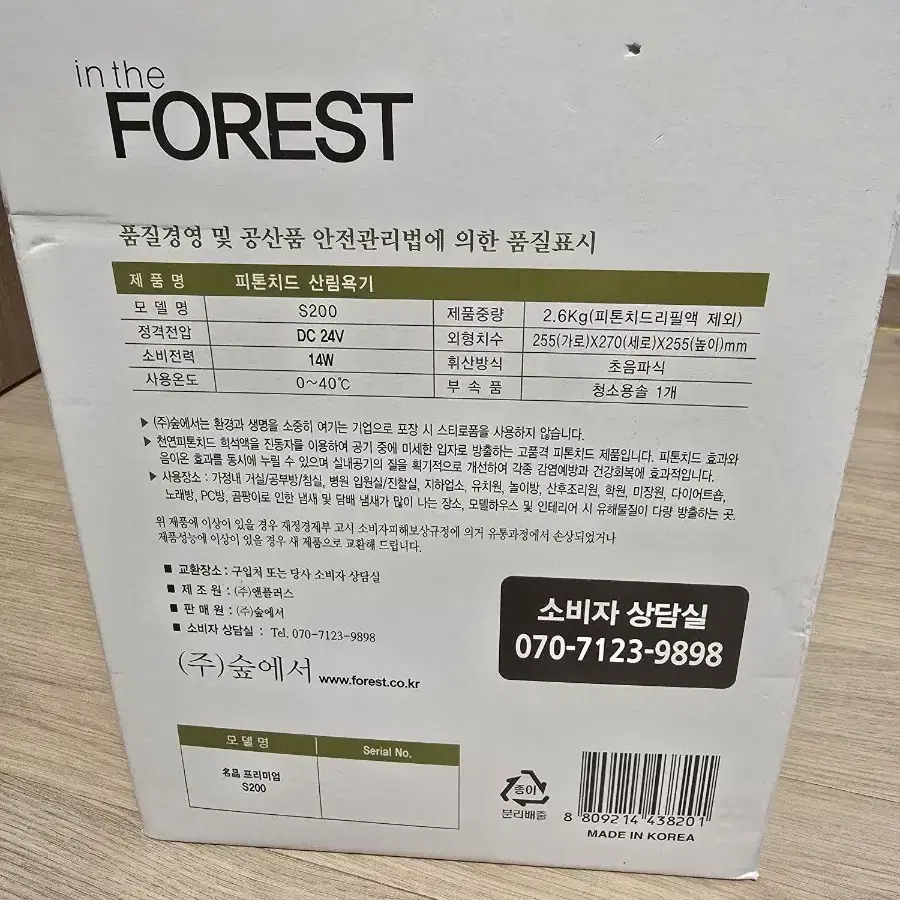 in the
FOREST
품질경영 및 공산품 안전관리법에 의한 품질표시
제 품 명 피톤치드 산림욕기
모 델 명 S200 제품중량 2.6Kg(피톤치드리필액 제외)
정격전압 DC 24V 외형치수 255(가로)X270(세로)X255(높이)mm
소비전력 14W 휘산방식 초음파식
사용온도 0~40℃ 부 속 품 청소용솔 1개
▶ (주)숲에서는 환경과 생명을 소중히 여기는 기업으로 포장 시 스티로폼을 사용하지 않습니다.
▶ 천연피톤치드 희석액을 진동자를 이용하여 공기 중에 미세한 입자로 방출하는 고품격 피톤치드 제품입니다. 피톤치드 효과와
음이온 효과를 동시에 누릴 수 있으며 실내공기의 질을 획기적으로 개선하여 각종 감염예방과 건강회복에 효과적입니다.
▶ 사용장소 : 가정내 거실/공부방/침실, 병원 입원실/진찰실, 지하업소, 유치원, 놀이방, 산후조리원, 학원, 미장원, 다이어트숍,
노래방, PC방, 곰팡이로 인한 냄새 및 담배 냄새가 많이 나는 장소, 모델하우스 및 인테리어 시 유해물질이 다량 방출하는 곳.
위 제품에 이상이 있을 경우 재정경제부 고시 소비자피해보상규정에 의거 유통과정에서 손상되었거나
제품성능에 이상이 있을 경우 새 제품으로 교환해 드립니다.
■ 교환장소 : 구입처 또는 당사 소비자 상담실
■ 제 조 원 : (주)앤플러스
■ 판 매 원 : (주)숲에서
■ 소비자 상담실 : Tel. 070-7123-9898
(주)숲에서 www.forest.co.kr
소비자 상담실
070-7123-9898
모 델 명 Serial No.
名品 프리미엄
S200
종이
분리배출
8 809214 438201
MADE IN KOREA